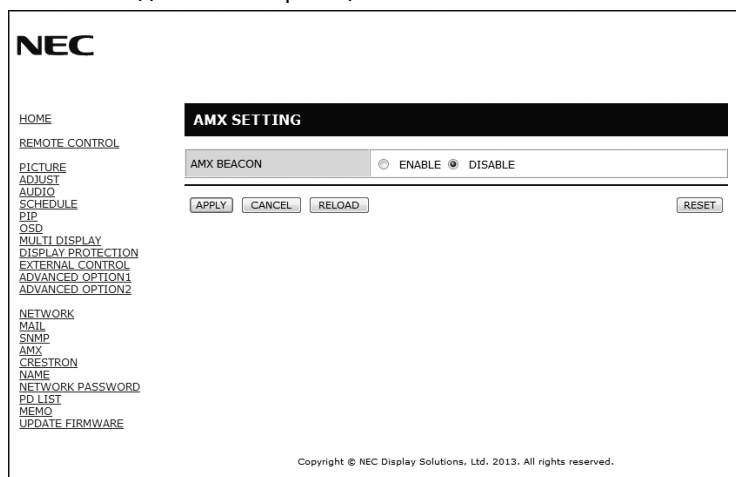 NEC
HOME
REMOTE CONTROL
PICTURE
ADJUST
AUDIO
SCHEDULE
PIP
OSD
MULTI DISPLAY
DISPLAY PROTECTION
EXTERNAL CONTROL
ADVANCED OPTION1
ADVANCED OPTION2
NETWORK
MAIL
SNMP
AMX
CRESTRON
NAME
NETWORK PASSWORD
PD LIST
MEMO
UPDATE FIRMWARE
AMX SETTING
AMX BEACON ENABLE DISABLE
APPLY CANCEL RELOAD RESET
Copyright © NEC Display Solutions, Ltd. 2013. All rights reserved.